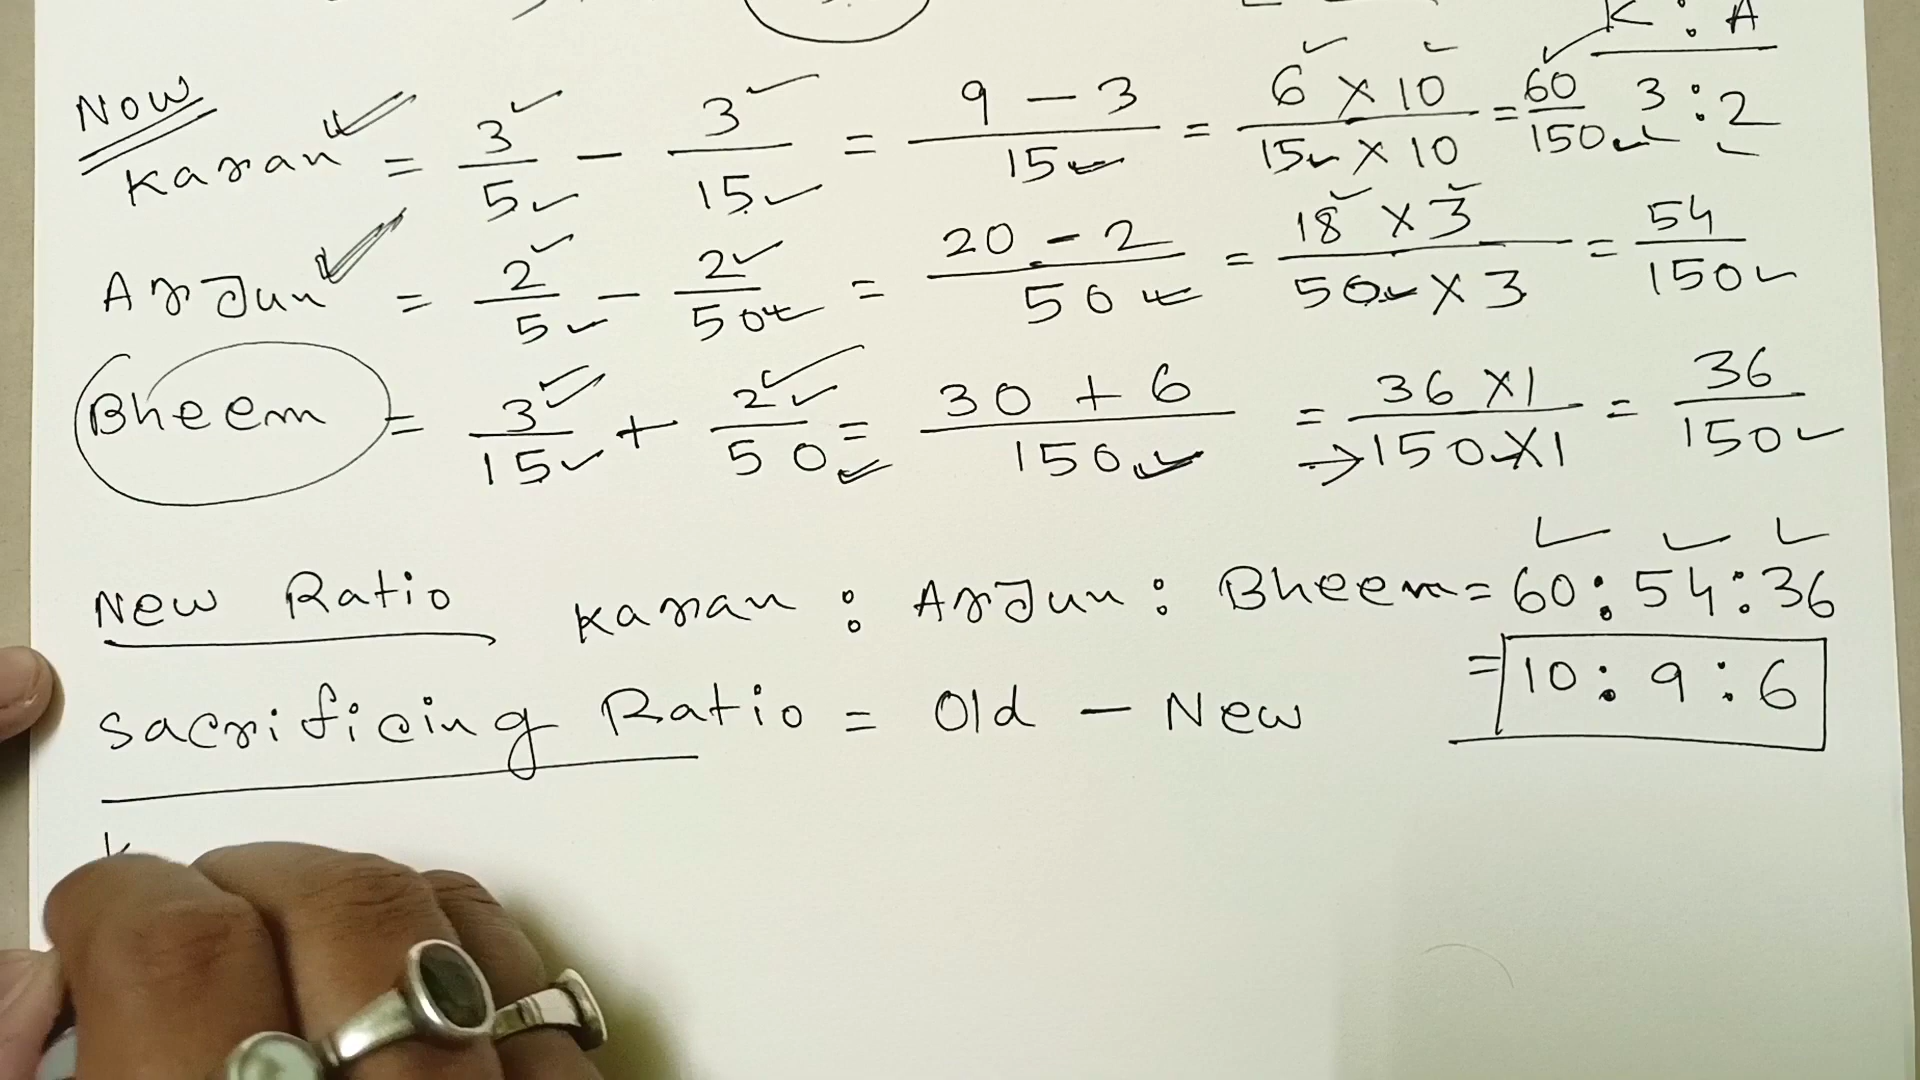 K : A
3 : 2
Now
Karan = 3/5 - 3/15 = 9 - 3/15 = 6 X 10/15 X 10 = 60/150
Arjun = 2/5 - 2/50 = 20 - 2/50 = 18 X 3/50 X 3 = 54/150
Bheem = 3/15 + 2/50 = 30 + 6/150 = 36 X 1/150 X 1 = 36/150
New Ratio Karan : Arjun : Bheem = 60 : 54 : 36
= 10 : 9 : 6
Sacrificing Ratio = Old - New